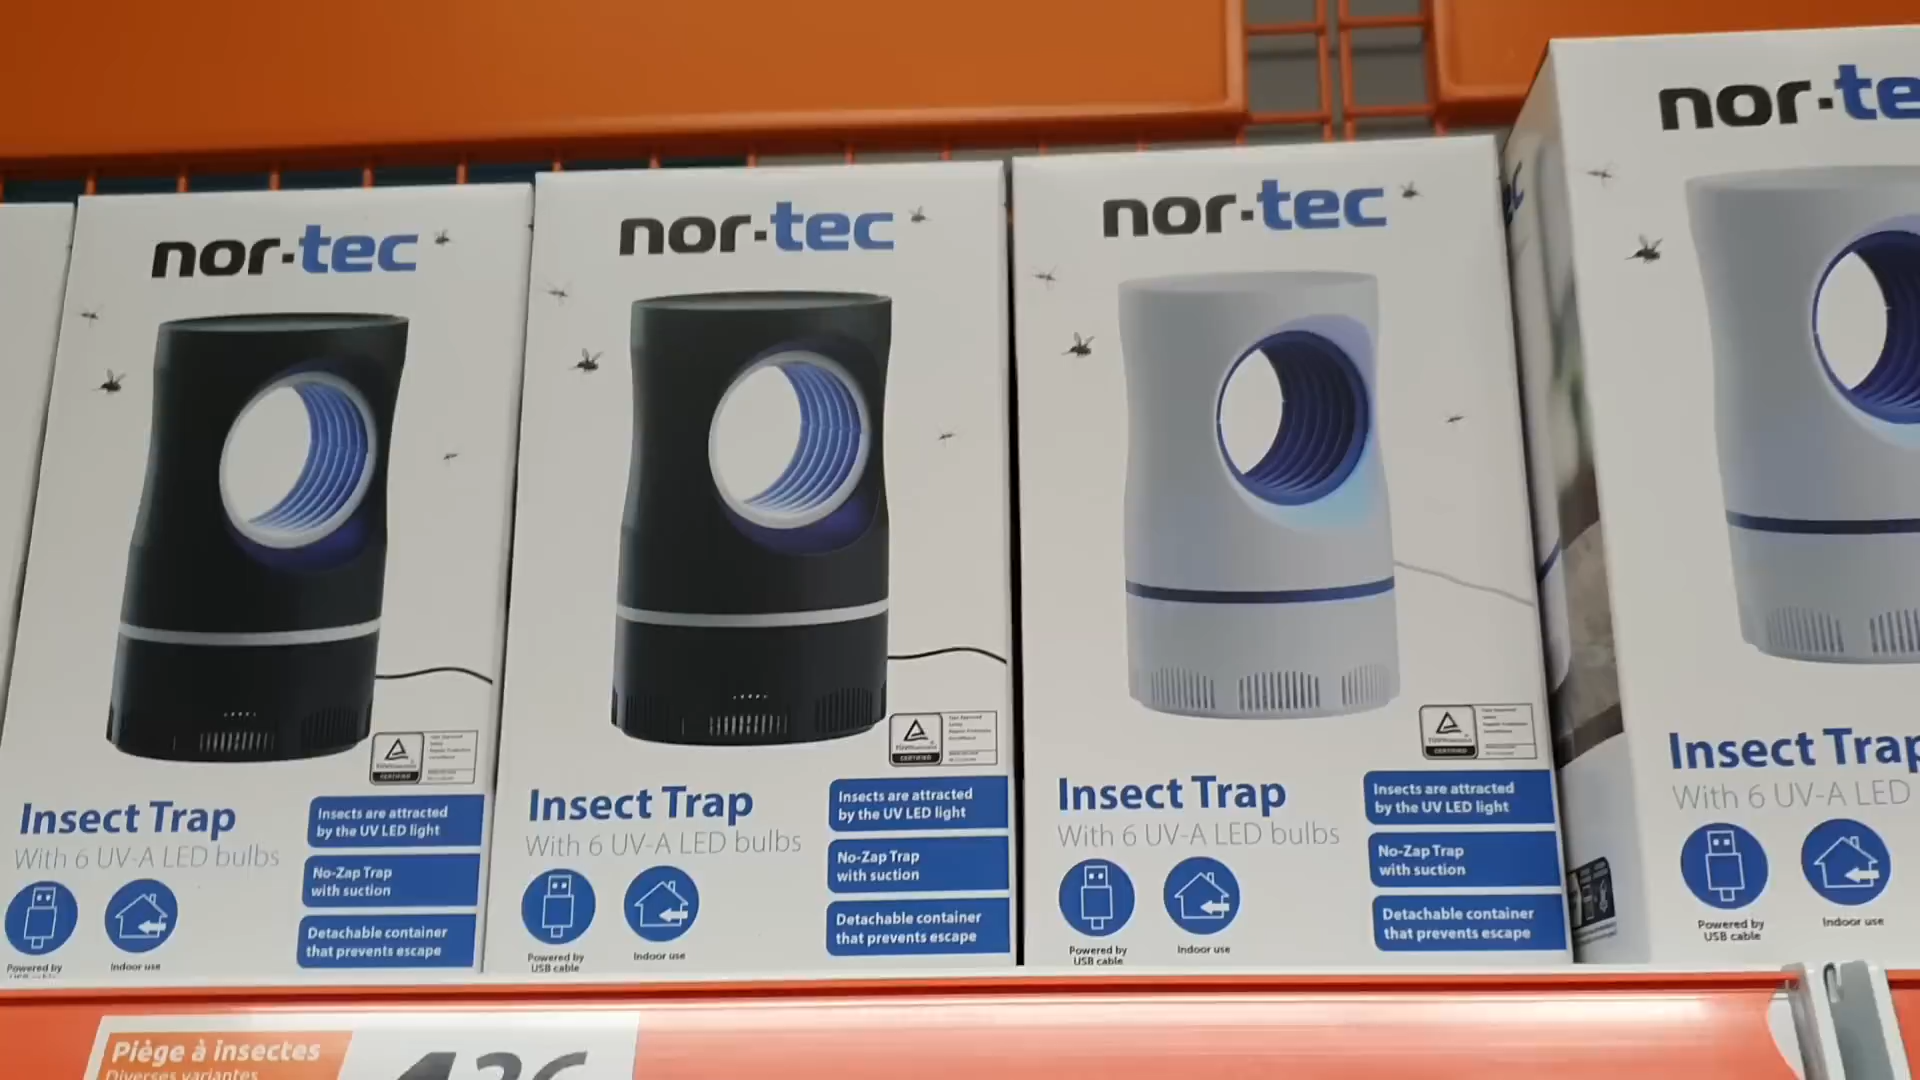 nor-tec
Insect Trap
With 6 UV-A LED bulbs
Powered by
Indoor use
CERTIFIED
Insects are attracted
by the UV LED light
No-Zap Trap
with suction
Detachable container
that prevents escape
nor-tec
Insect Trap
With 6 UV-A LED bulbs
Powered by
USB cable
Indoor use
CERTIFIED
Insects are attracted
by the UV LED light
No-Zap Trap
with suction
Detachable container
that prevents escape
nor-tec
Insect Trap
With 6 UV-A LED bulbs
Powered by
USB cable
Indoor use
CERTIFIED
Insects are attracted
by the UV LED light
No-Zap Trap
with suction
Detachable container
that prevents escape
nor-te
Insect Trap
With 6 UV-A LED
Powered by
USB cable
Indoor use
Piège à insectes
Diverses variantes